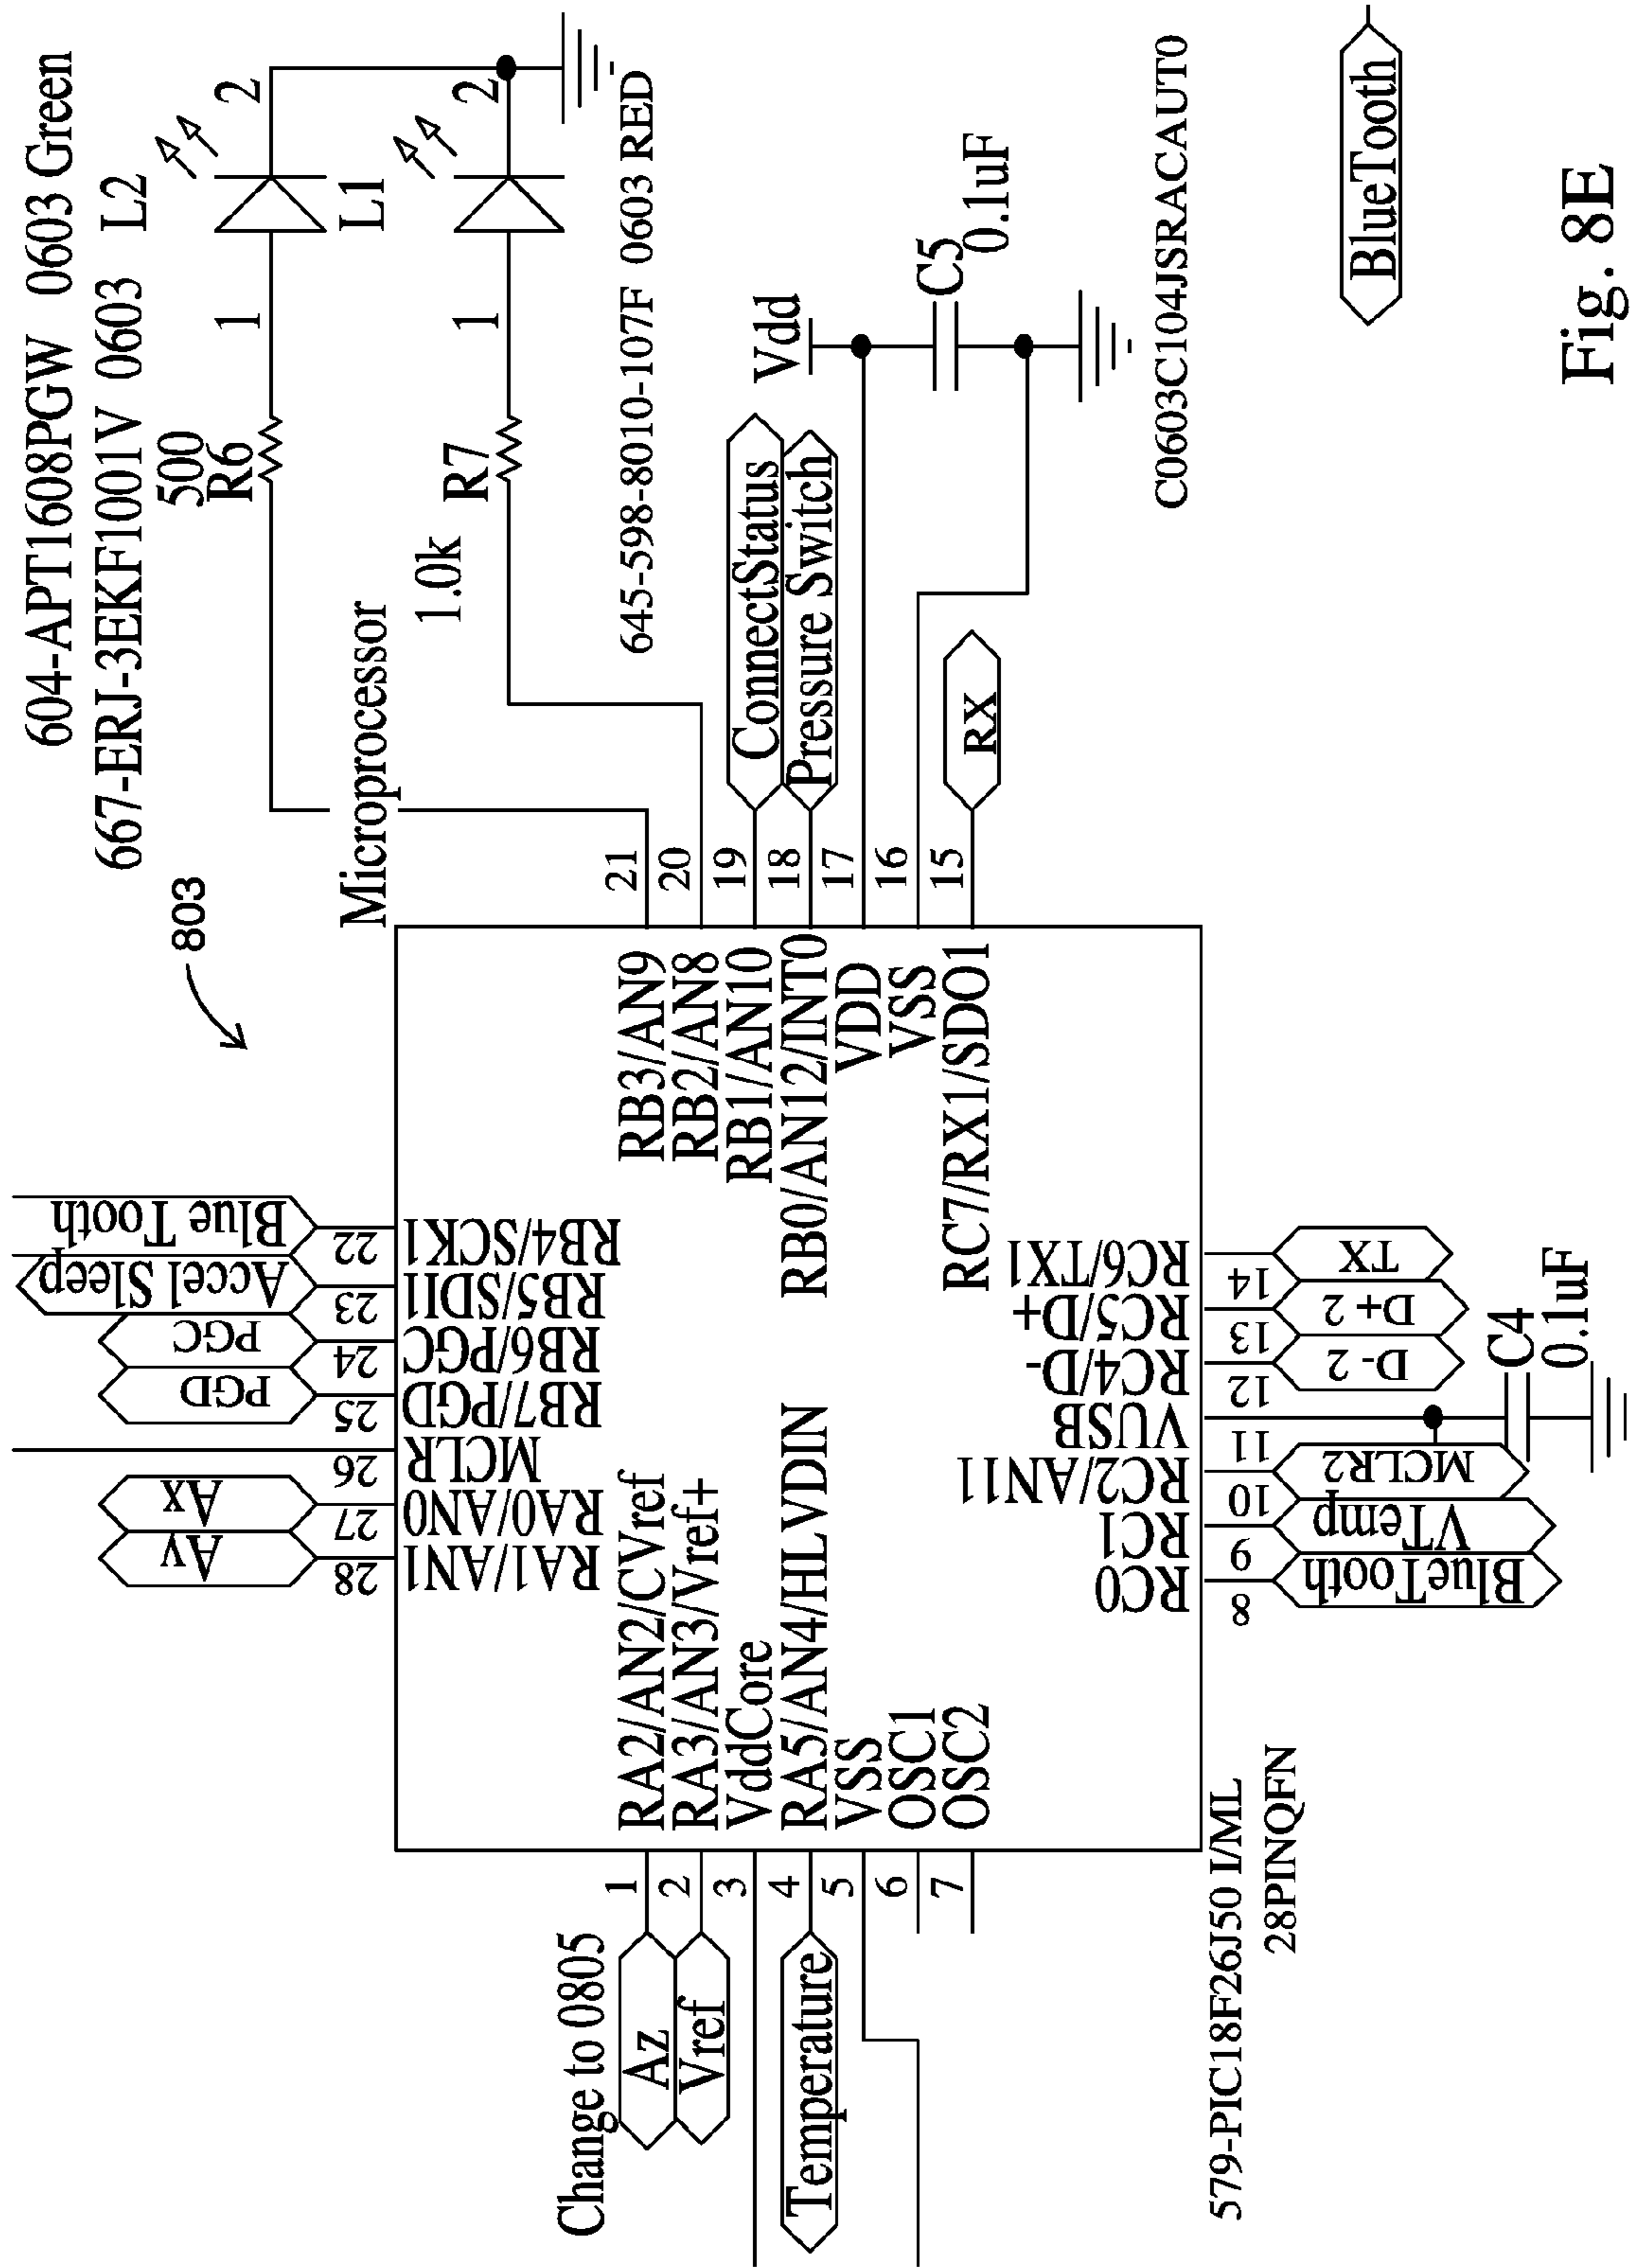 604-APT1608PGW 0603 Green
667-ERJ-3EKF1001V 0603 L2
500
R6
1
2
L1
1.0k
R7
1
2
645-598-8010-107F 0603 RED
803
Microprocessor
Blue Tooth
Accel Sleep
PGC
PGD
Ax
Ay
22
23
24
25
26
27
28
RB4/SCK1
RB5/SDI1
RB6/PGC
RB7/PGD
MCLR
RA0/AN0
RA1/AN1
Change to 0805
Az
Vref
Temperature
1
2
3
4
5
6
7
RA2/AN2/CVref
RA3/AN3/Vref+
VddCore
RA5/AN4/HLVDIN
VSS
OSC1
OSC2
RB3/AN9
RB2/AN8
RB1/AN10
RB0/AN12/INT0
VDD
VSS
RC7/RX1/SDO1
21
20
19
18
17
16
15
ConnectStatus
Pressure Switch
RX
Vdd
C5
0.1uF
C0603C104JSRACAUT0
RC6/TX1
RC5/D+
RC4/D-
VUSB
RC2/AN11
RC1
RC0
14
13
12
11
10
9
8
TX
D+ 2
D- 2
MCLR2
VTemp
BlueTooth
C4
0.1uF
579-PIC18F26J50 I/ML
28PINQFN
BlueTooth
Fig. 8E